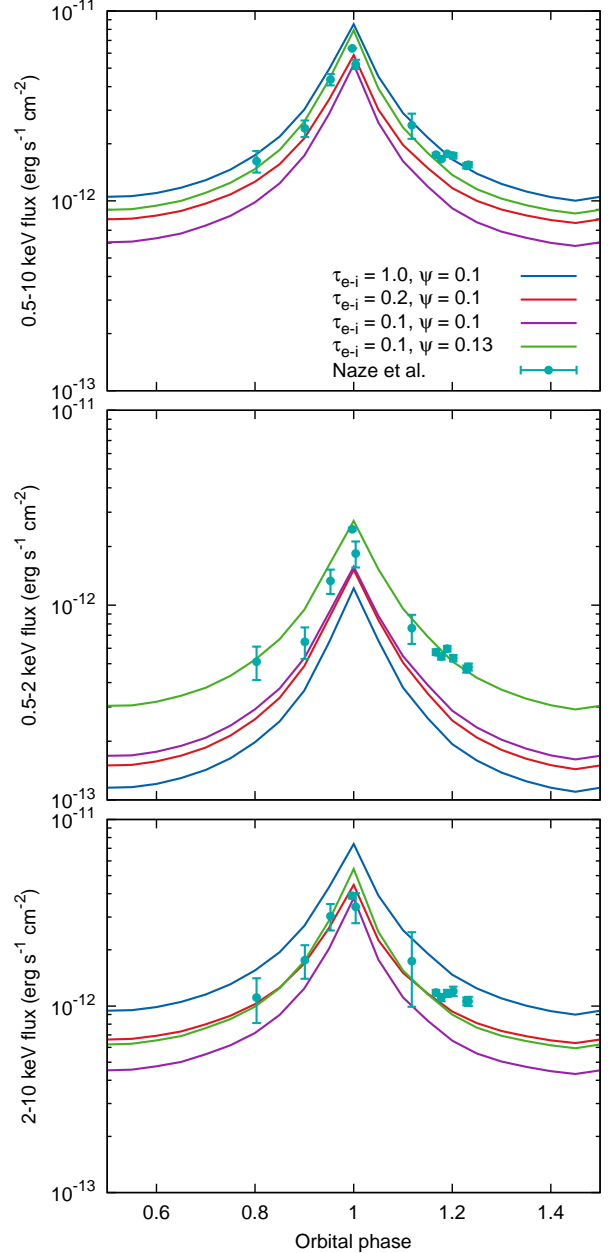 10⁻¹¹
10⁻¹²
10⁻¹³
0.5-10 keV flux (erg s⁻¹ cm⁻²)
τe-i = 1.0, ψ = 0.1
τe-i = 0.2, ψ = 0.1
τe-i = 0.1, ψ = 0.1
τe-i = 0.1, ψ = 0.13
Naze et al.
10⁻¹¹
10⁻¹²
10⁻¹³
0.5-2 keV flux (erg s⁻¹ cm⁻²)
10⁻¹¹
10⁻¹²
10⁻¹³
2-10 keV flux (erg s⁻¹ cm⁻²)
0.6 0.8 1 1.2 1.4
Orbital phase